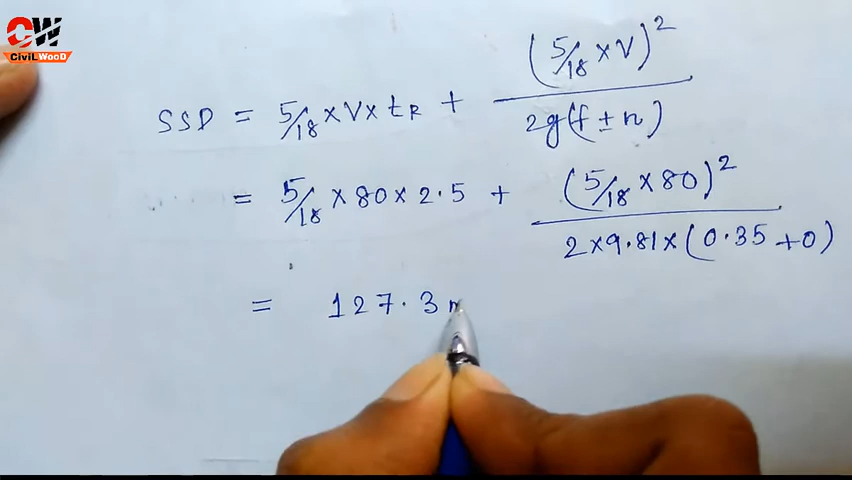 CW
CIVIL WOOD
SSD = 5/18 × V × tR + (5/18 × V)² / 2g(f ± n)
= 5/18 × 80 × 2.5 + (5/18 × 80)² / 2 × 9.81 × (0.35 + 0)
= 127.3